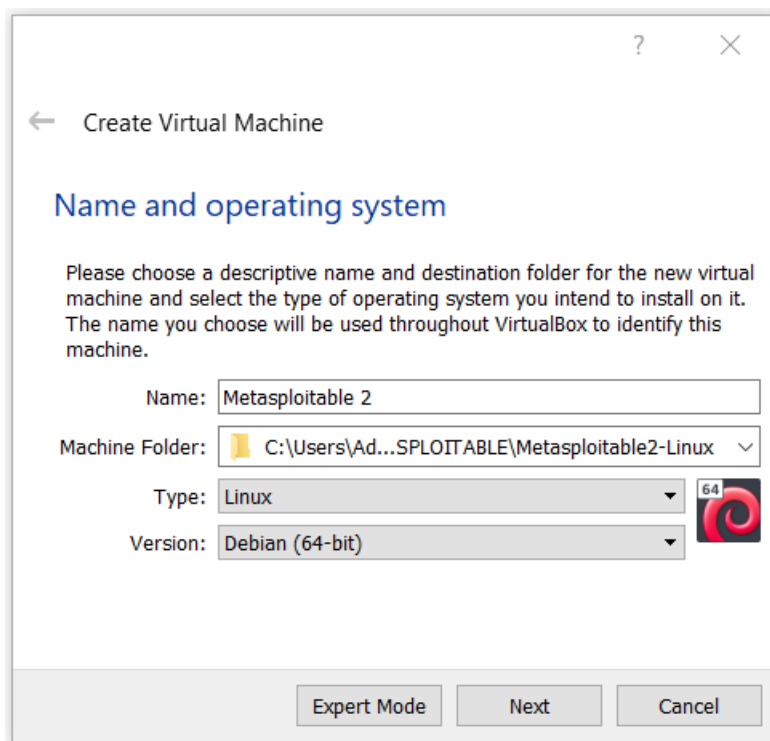 ?
Create Virtual Machine
Name and operating system
Please choose a descriptive name and destination folder for the new virtual
machine and select the type of operating system you intend to install on it.
The name you choose will be used throughout VirtualBox to identify this
machine.
Name: Metasploitable 2
Machine Folder: C:\Users\Ad...SPLOITABLE\Metasploitable2-Linux
Type: Linux
64
Version: Debian (64-bit)
Expert Mode Next Cancel